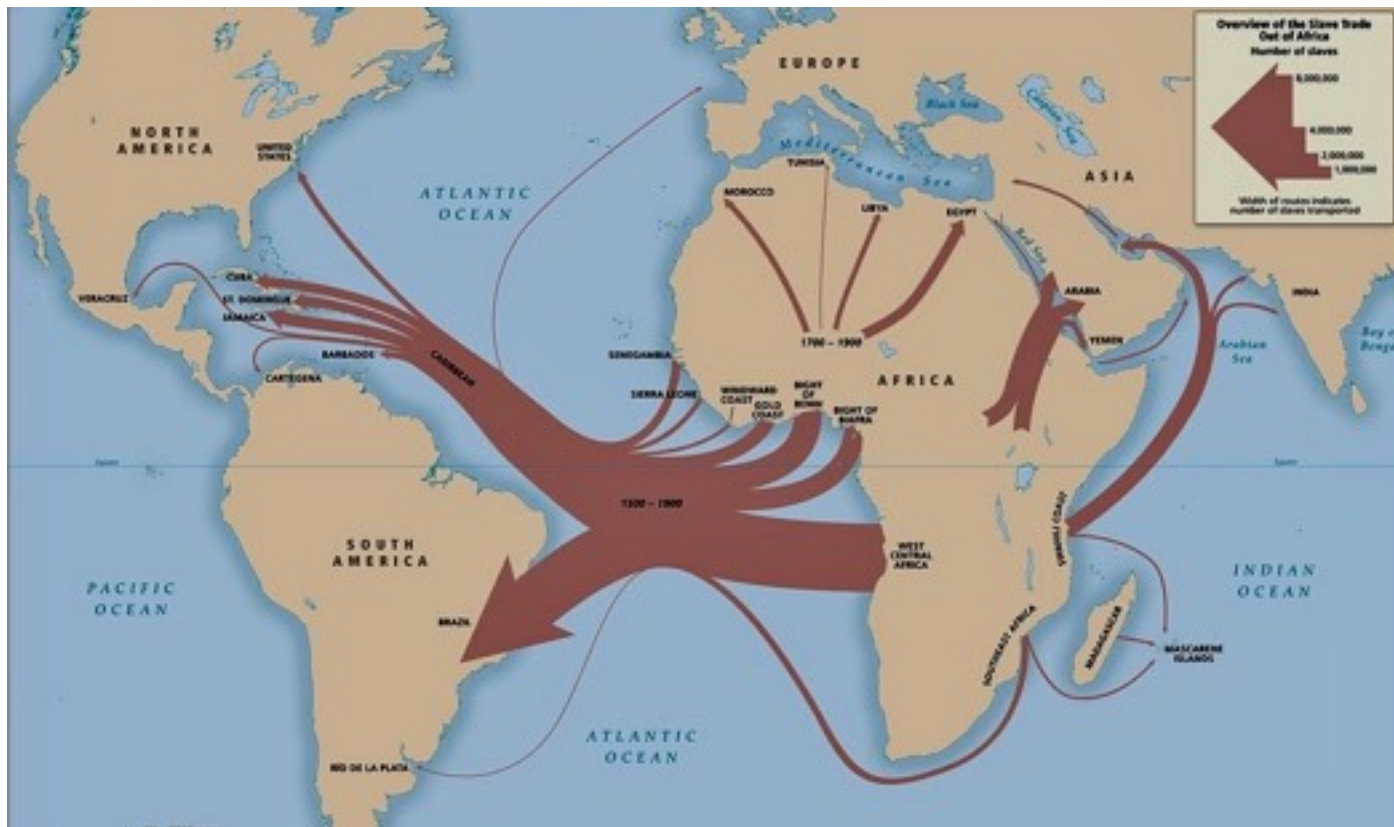 Overview of the Slave Trade
Out of Africa
Number of slaves
8,000,000
4,000,000
2,000,000
1,000,000
Width of routes indicates
number of slaves transported
EUROPE
Black Sea
Caspian Sea
NORTH
AMERICA
UNITED
STATES
Mediterranean Sea
TUNISIA
ASIA
ATLANTIC
OCEAN
MOROCCO
LIBYA
EGYPT
Red Sea
CUBA
VERACRUZ
ST. DOMINGUE
JAMAICA
ARABIA
INDIA
BARBADOS
CARIBBEAN
CARTEGENA
1700 – 1900
YEMEN
Arabian
Sea
Bay of
Bengal
SENEGAMBIA
AFRICA
SIERRA LEONE
WINDWARD
COAST
GOLD
COAST
BIGHT
OF
BENIN
BIGHT OF
BIAFRA
1500 – 1900
SOUTH
AMERICA
WEST
CENTRAL
AFRICA
SWAHILI COAST
PACIFIC
OCEAN
INDIAN
OCEAN
BRAZIL
SOUTHEAST AFRICA
MADAGASCAR
MASCARENE
ISLANDS
ATLANTIC
OCEAN
RIO DE LA PLATA